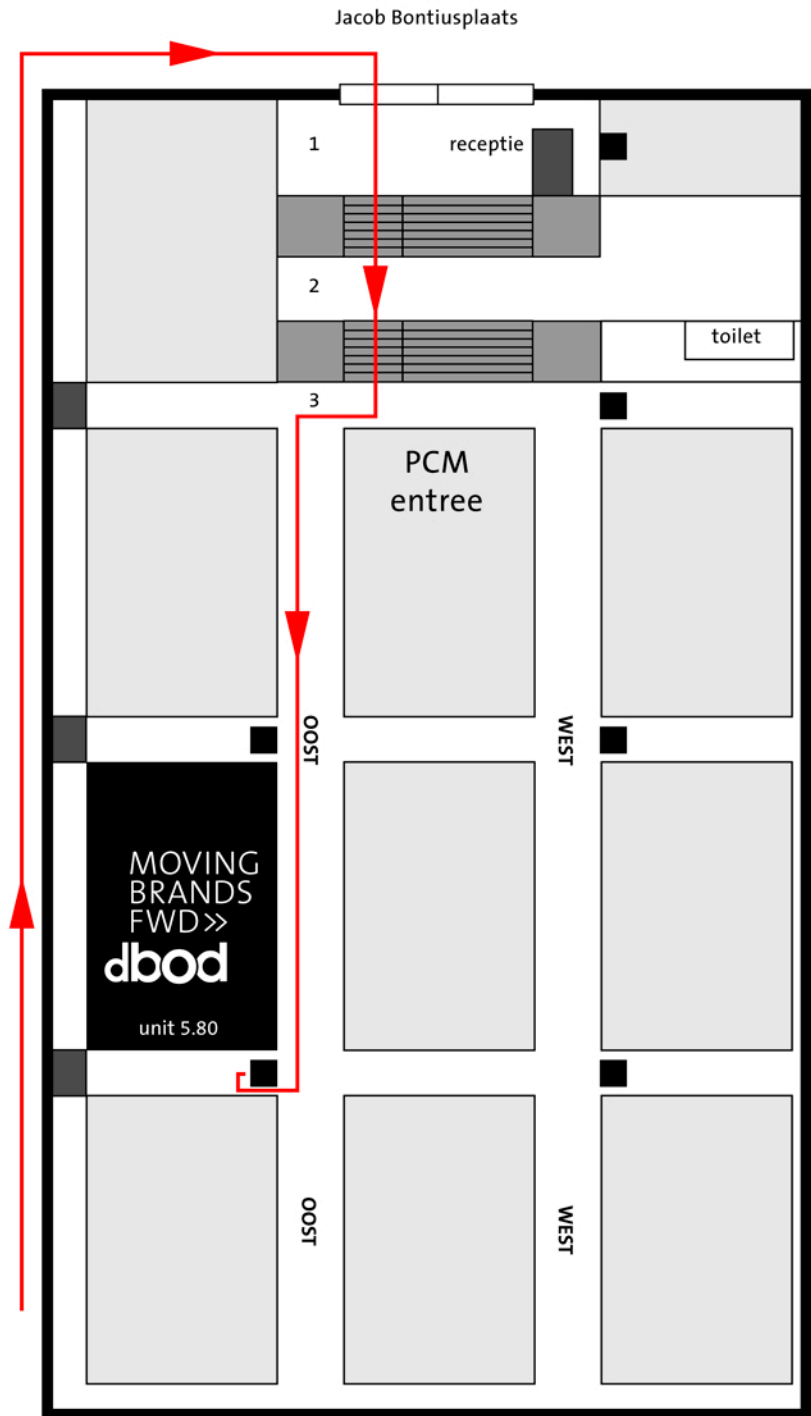 Jacob Bontiusplaats
1
receptie
2
toilet
3
PCM
entree
OOST
WEST
MOVING
BRANDS
FWD»
dbod
unit 5.80
OOST
WEST